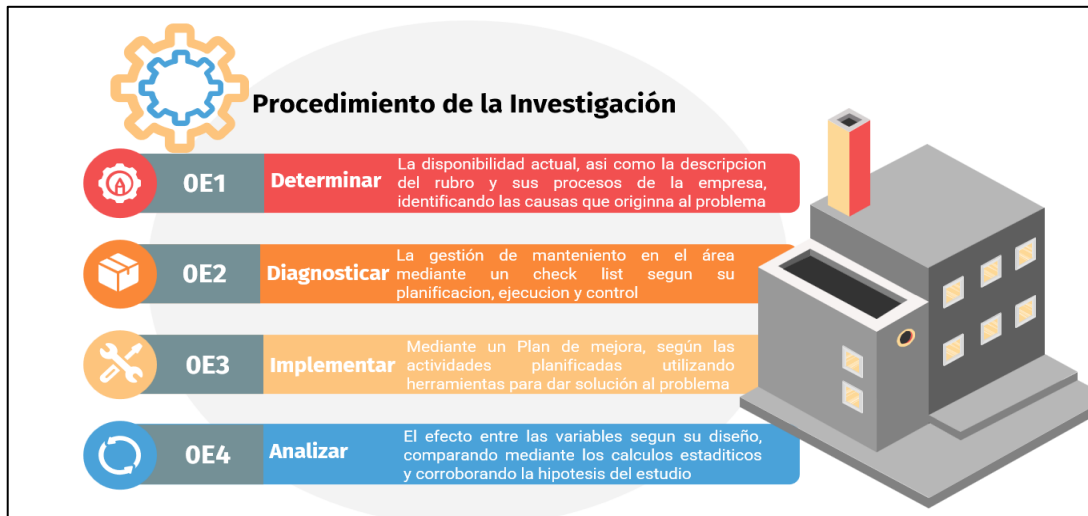 Procedimiento de la Investigación
0E1
Determinar
La disponibilidad actual, asi como la descripcion
del rubro y sus procesos de la empresa,
identificando las causas que originna al problema
0E2
Diagnosticar
La gestión de manteniento en el área
mediante un check list segun su
planificacion, ejecucion y control
0E3
Implementar
Mediante un Plan de mejora, según las
actividades planificadas utilizando
herramientas para dar solución al problema
0E4
Analizar
El efecto entre las variables segun su diseño,
comparando mediante los calculos estaditicos
y corroborando la hipotesis del estudio